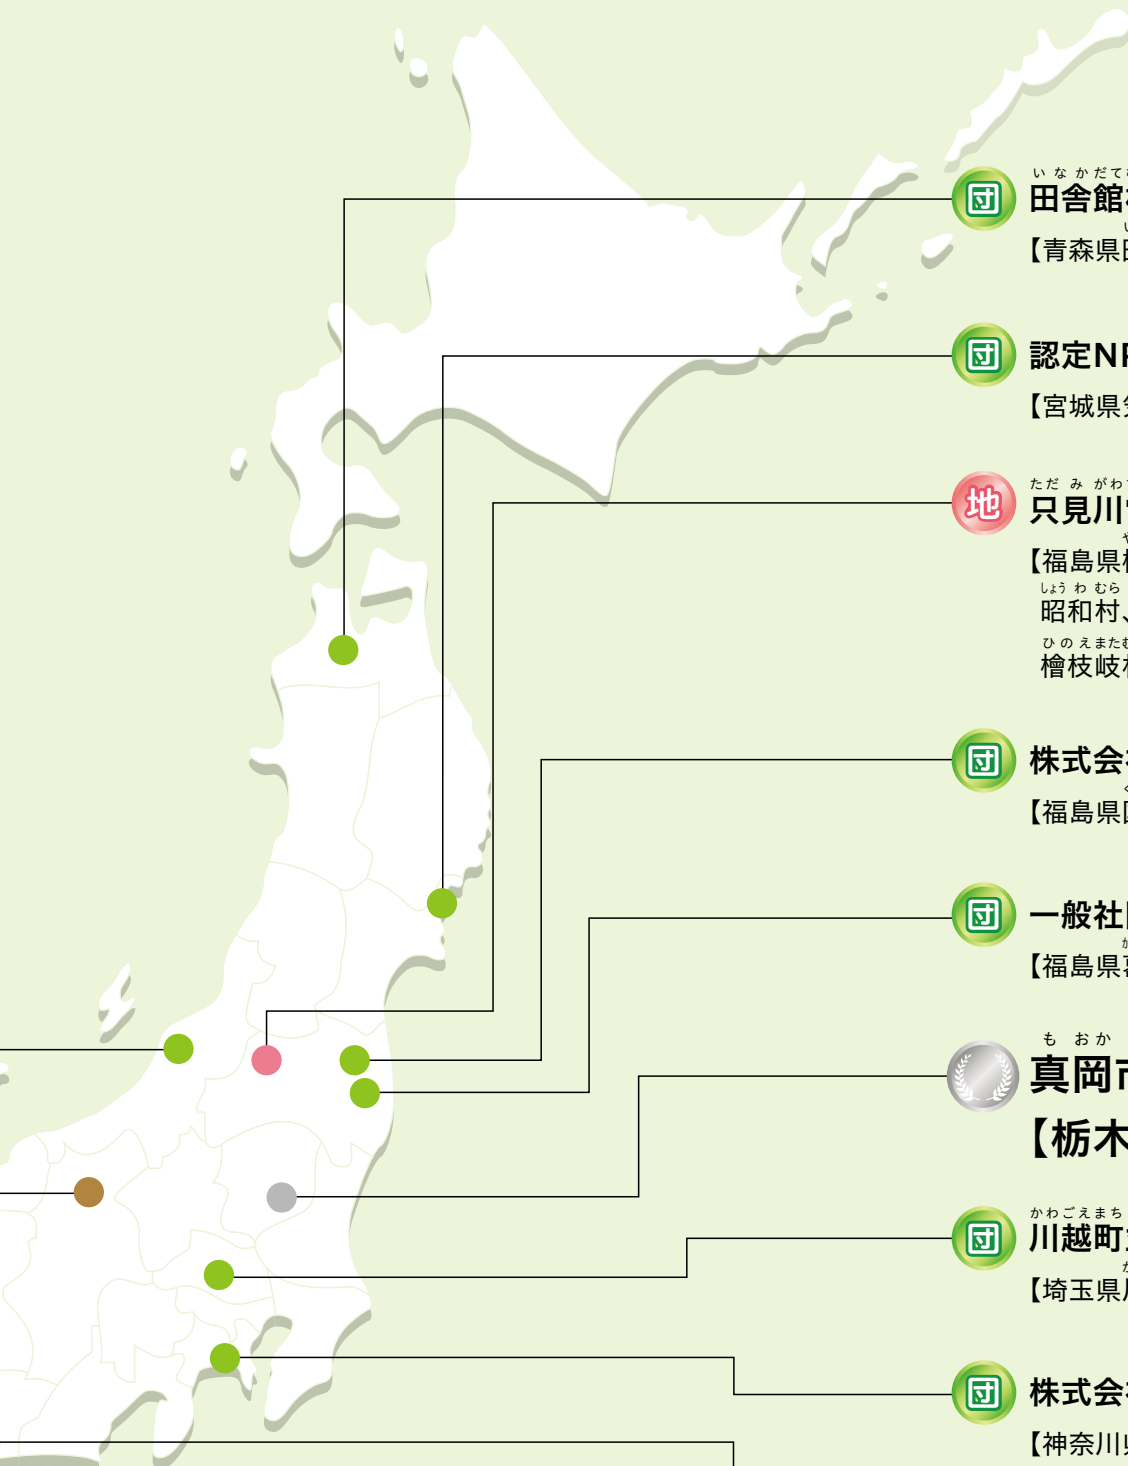 いなかだて
団 田舎館
【青森県
団 認定NP
【宮城県
ただみがわ
地 只見川
【福島県
しょうわむら
昭和村、
ひのえまた
檜枝岐
団 株式会
【福島県
団 一般社
【福島県
もおか
真岡
【栃木
かわごえまち
団 川越町
【埼玉県
団 株式会
【神奈川